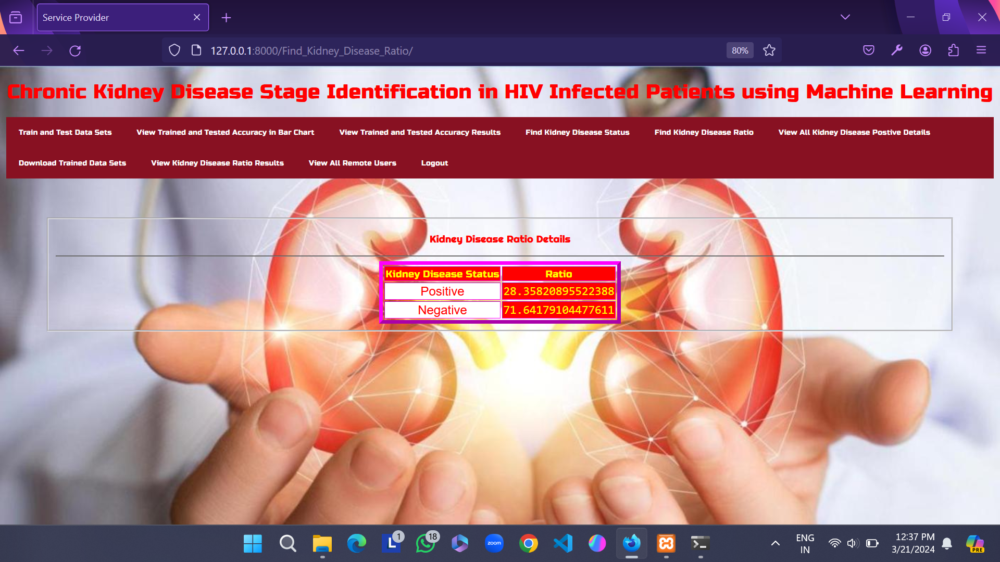 Service Provider
127.0.0.1:8000/Find_Kidney_Disease_Ratio/
80%
Chronic Kidney Disease Stage Identification in HIV Infected Patients using Machine Learning
Train and Test Data Sets View Trained and Tested Accuracy in Bar Chart View Trained and Tested Accuracy Results Find Kidney Disease Status Find Kidney Disease Ratio View All Kidney Disease Postive Details
Download Trained Data Sets View Kidney Disease Ratio Results View All Remote Users Logout
Kidney Disease Ratio Details
Kidney Disease Status Ratio
Positive 28.35820895522388
Negative 71.64179104477611
L 1 18 zoom
ENG
IN
12:37 PM
3/21/2024
PRE